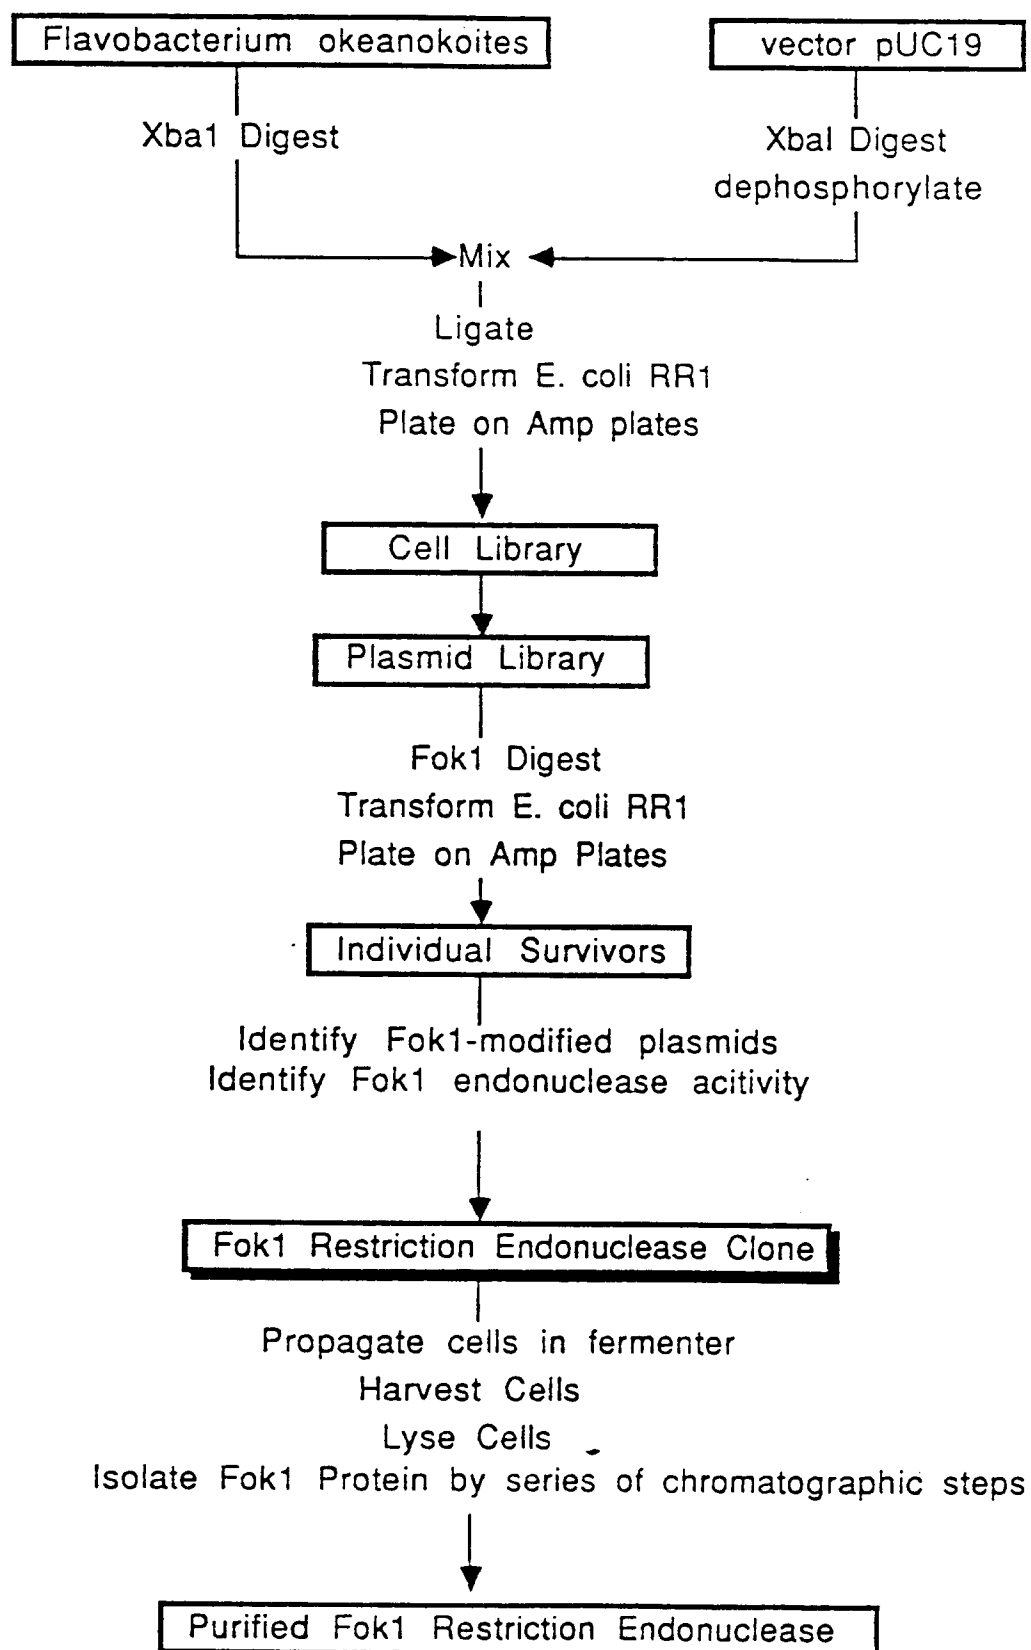 Flavobacterium okeanokoites
vector pUC19
Xba1 Digest
XbaI Digest
dephosphorylate
Mix
Ligate
Transform E. coli RR1
Plate on Amp plates
Cell Library
Plasmid Library
Fok1 Digest
Transform E. coli RR1
Plate on Amp Plates
Individual Survivors
Identify Fok1-modified plasmids
Identify Fok1 endonuclease acitivity
Fok1 Restriction Endonuclease Clone
Propagate cells in fermenter
Harvest Cells
Lyse Cells
Isolate Fok1 Protein by series of chromatographic steps
Purified Fok1 Restriction Endonuclease